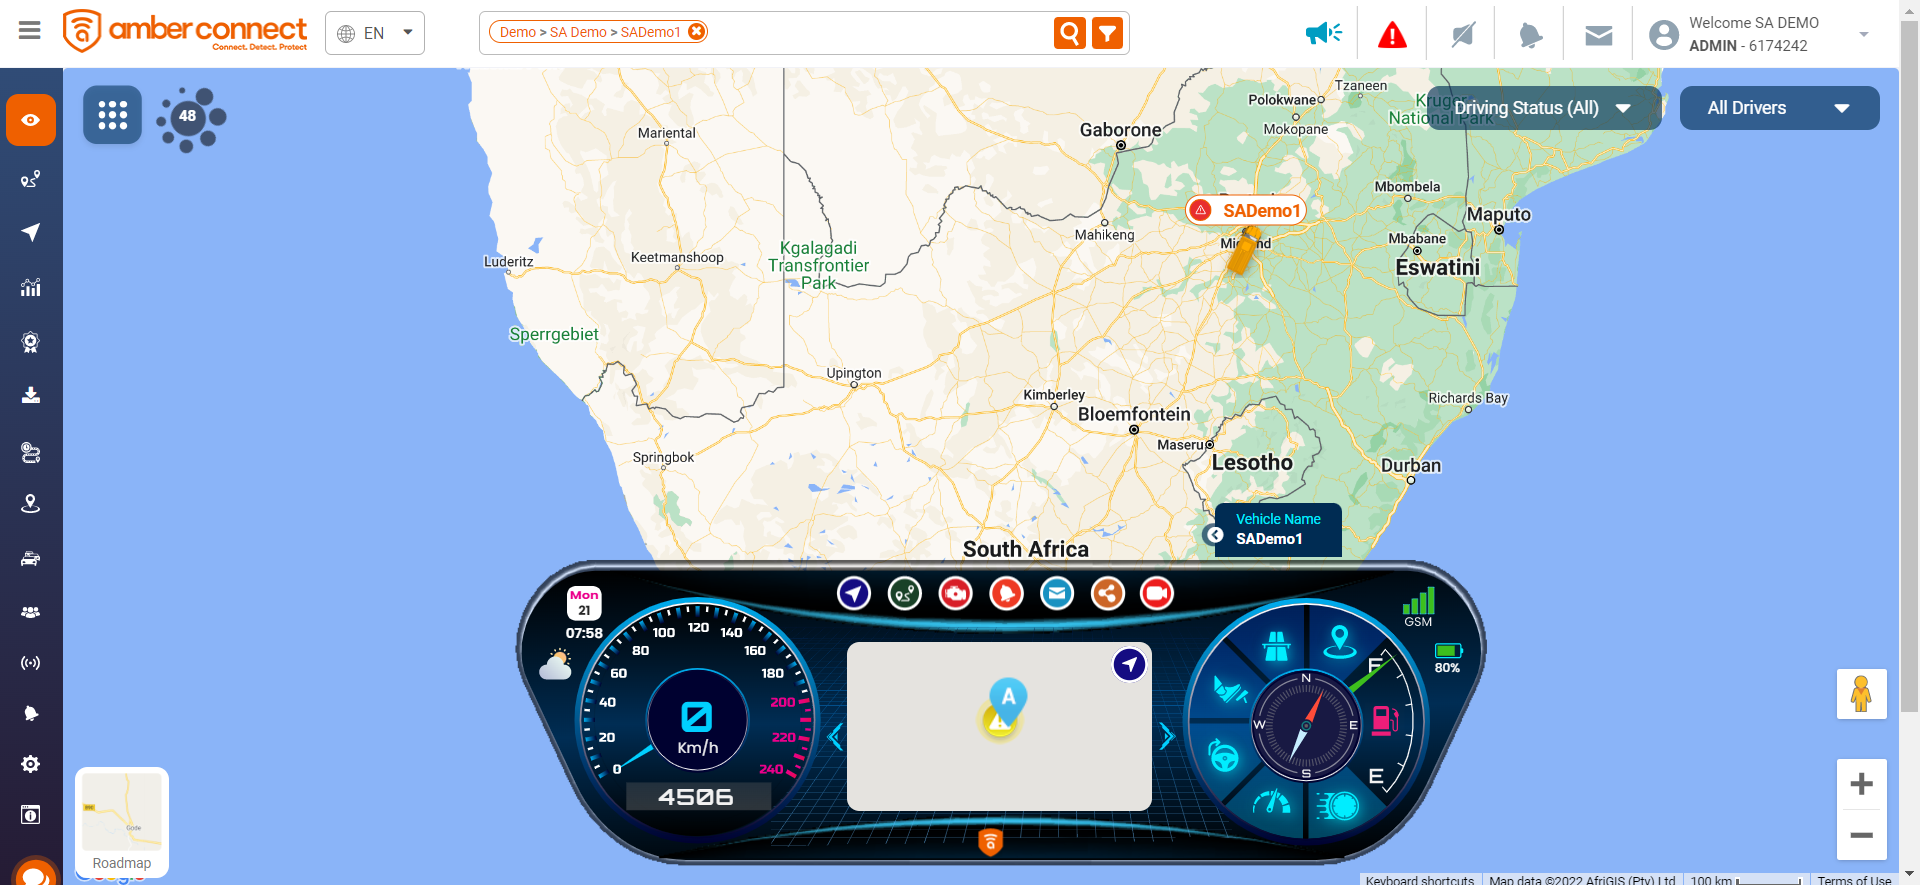 amber connect
Connect. Detect. Protect
EN
Demo > SA Demo > SADemo1
Welcome SA DEMO
ADMIN - 6174242
48
Driving Status (All)
All Drivers
Tzaneen
Polokwane
Kruger
National Park
Mokopane
Gaborone
Mariental
Mbombela
SADemo1
Maputo
Mahikeng
Mbabane
Eswatini
Kgalagadi
Transfrontier
Park
Keetmanshoop
Luderitz
Sperrgebiet
Upington
Kimberley
Richards Bay
Bloemfontein
Maseru
Lesotho
Springbok
Durban
Vehicle Name
SADemo1
South Africa
Mon
21
07:58
GSM
80%
0
20
40
60
80
100
120
140
160
180
200
220
240
0
Km/h
4506
A
N
W
E
S
F
E
Gode
Roadmap
Keyboard shortcuts
Map data ©2022 AfriGIS (Pty) Ltd
100 km
Terms of Use